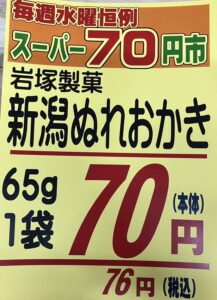 毎週水曜恒例
スーパー70円市
岩塚製菓
新潟ぬれおかき
65g
1袋
70円
(本体)
76円(税込)